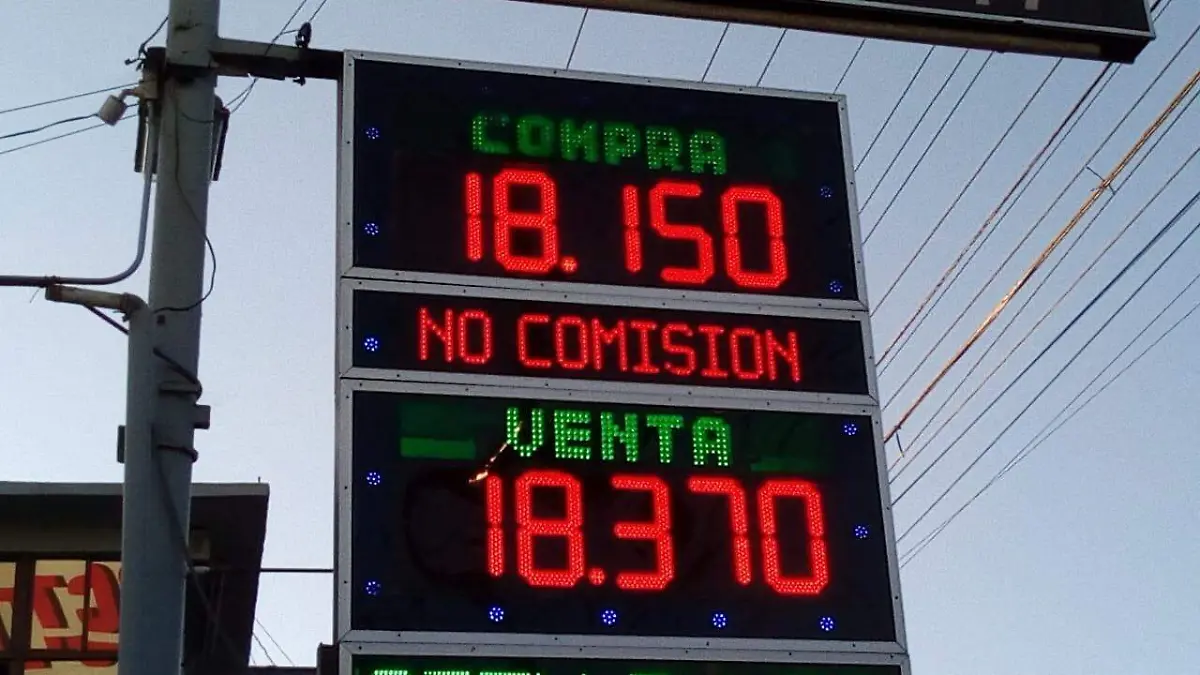 COMPRA
18.150
NO COMISION
VENTA
18.370